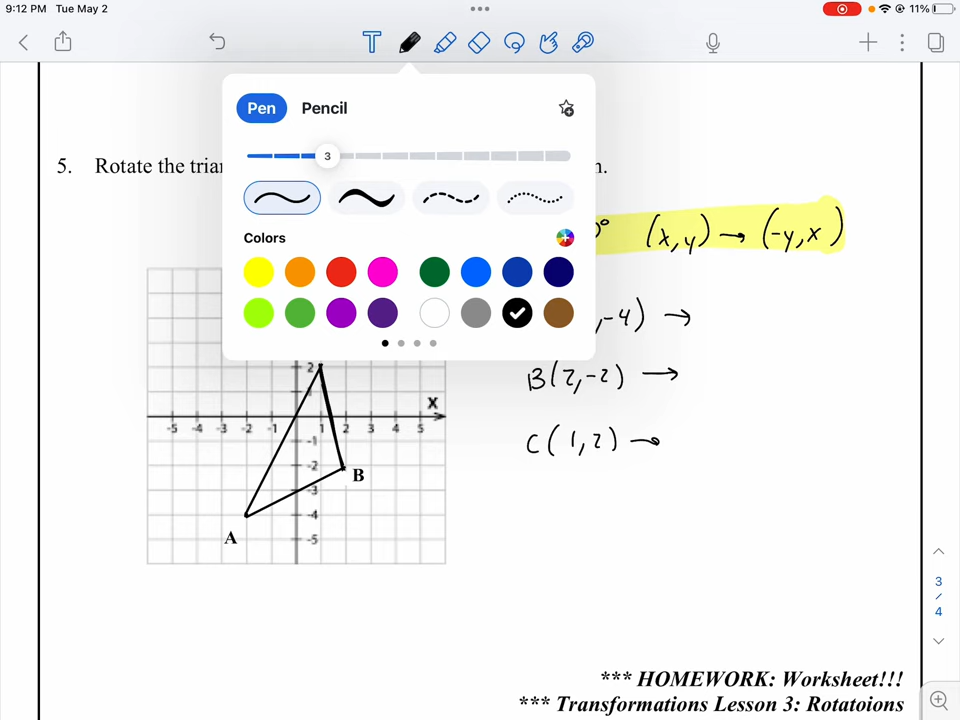 9:12 PM Tue May 2
11%
Pen Pencil
3
5. Rotate the
n.
(x,y) → (-y,x)
Colors
,-4) →
B(2,-2) →
C(1,2) →
2
X
-5 -4 -3 -2 -1 1 2 3 4 5
-1
-2
-3
-4
-5
A
B
3
/
4
*** HOMEWORK: Worksheet!!!
*** Transformations Lesson 3: Rotatoions